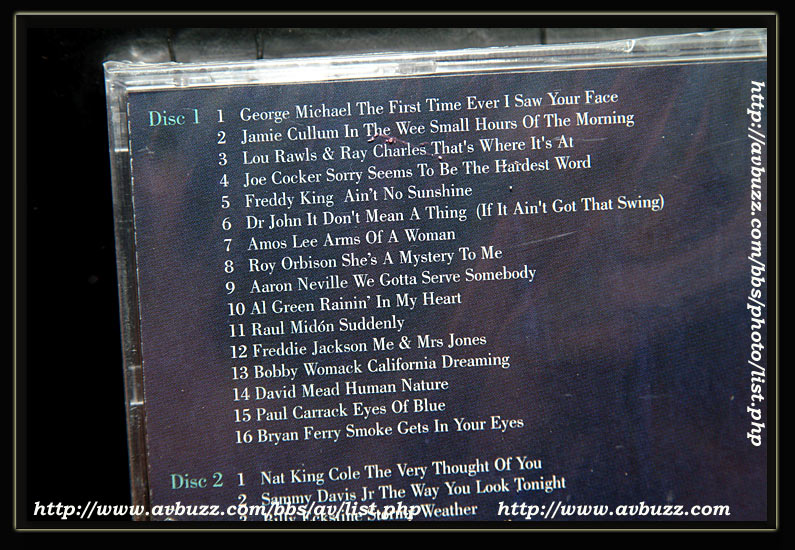 Disc 1 1 George Michael The First Time Ever I Saw Your Face
2 Jamie Cullum In The Wee Small Hours Of The Morning
3 Lou Rawls & Ray Charles That's Where It's At
4 Joe Cocker Sorry Seems To Be The Hardest Word
5 Freddy King Ain't No Sunshine
6 Dr John It Don't Mean A Thing (If It Ain't Got That Swing)
7 Amos Lee Arms Of A Woman
8 Roy Orbison She's A Mystery To Me
9 Aaron Neville We Gotta Serve Somebody
10 Al Green Rainin' In My Heart
11 Raul Midón Suddenly
12 Freddie Jackson Me & Mrs Jones
13 Bobby Womack California Dreaming
14 David Mead Human Nature
15 Paul Carrack Eyes Of Blue
16 Bryan Ferry Smoke Gets In Your Eyes
Disc 2 1 Nat King Cole The Very Thought Of You
2 Sammy Davis Jr The Way You Look Tonight
3 Billy Eckstine Stormy Weather
http://www.avbuzz.com/bbs/av/list.php
http://www.avbuzz.com
http://avbuzz.com/bbs/photo/list.php